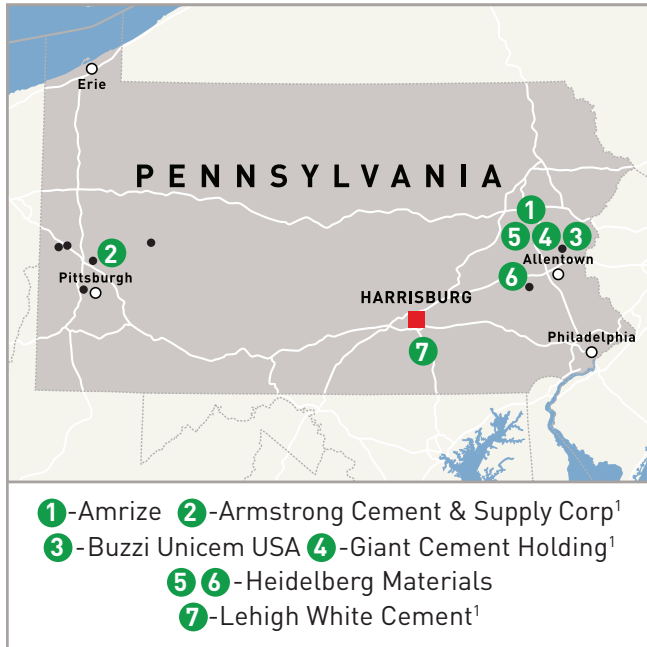 Erie
PENNSYLVANIA
1
5 4 3
2
Allentown
6
Pittsburgh
HARRISBURG
Philadelphia
7
1-Amrize 2-Armstrong Cement & Supply Corp¹
3-Buzzi Unicem USA 4-Giant Cement Holding¹
5 6-Heidelberg Materials
7-Lehigh White Cement¹